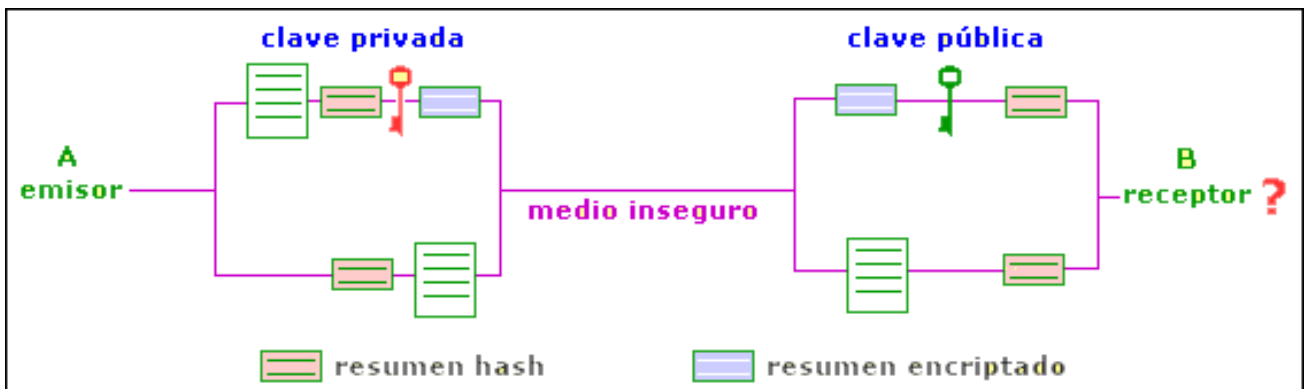 clave privada
clave pública
A
emisor
medio inseguro
B
receptor ?
resumen hash
resumen encriptado